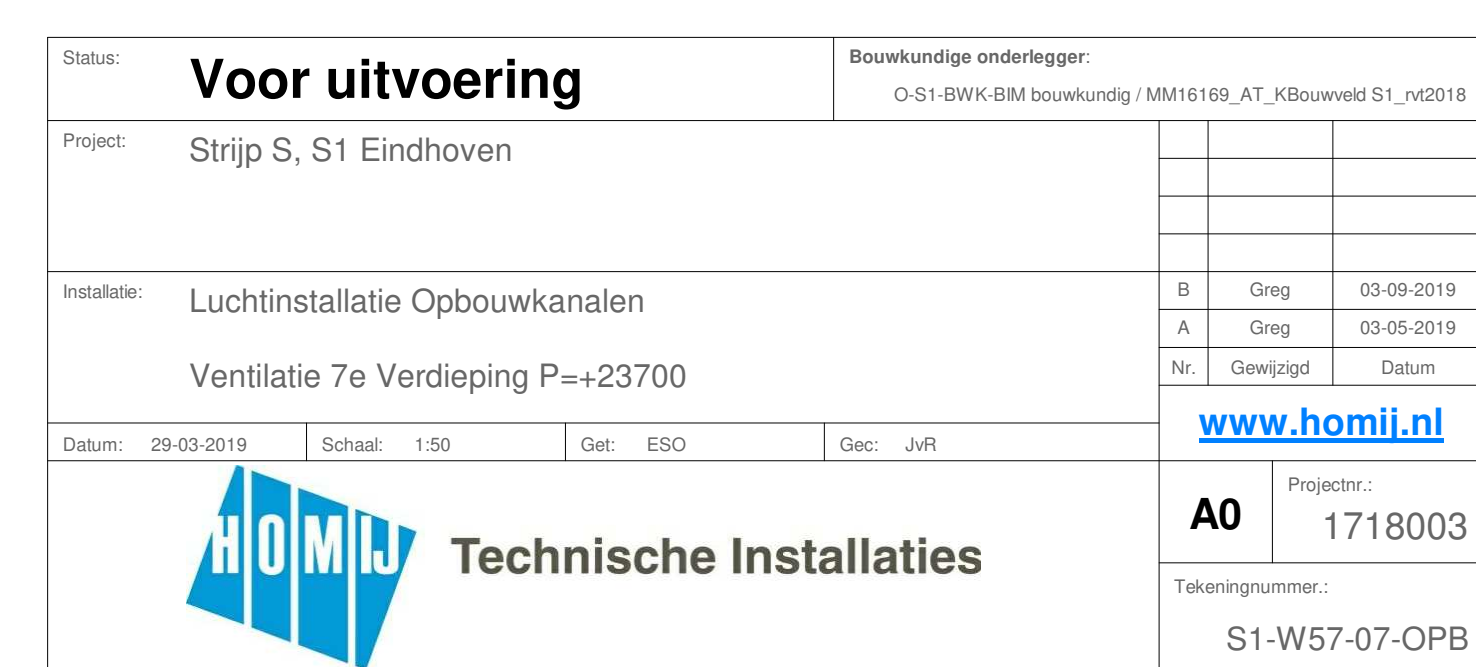 Status:
Voor uitvoering
Bouwkundige onderlegger:
O-S1-BWK-BIM bouwkundig / MM16169_AT_KBouwveld S1_rvt2018
Project:
Strijp S, S1 Eindhoven
Installatie:
Luchtinstallatie Opbouwkanalen
Ventilatie 7e Verdieping P=+23700
B Greg 03-09-2019
A Greg 03-05-2019
Nr. Gewijzigd Datum
www.homij.nl
Datum: 29-03-2019 Schaal: 1:50 Get: ESO Gec: JvR
HOMIJ
Technische Installaties
A0
Projectnr.:
1718003
Tekeningnummer.:
S1-W57-07-OPB